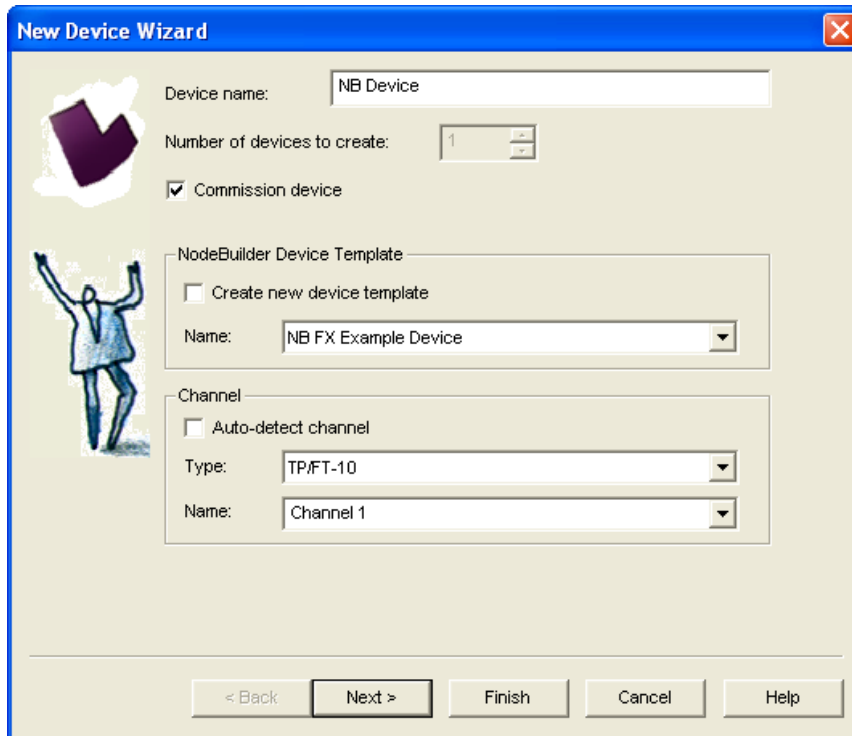 New Device Wizard
Device name: NB Device
Number of devices to create: 1
Commission device
NodeBuilder Device Template
Create new device template
Name: NB FX Example Device
Channel
Auto-detect channel
Type: TP/FT-10
Name: Channel 1
< Back Next > Finish Cancel Help